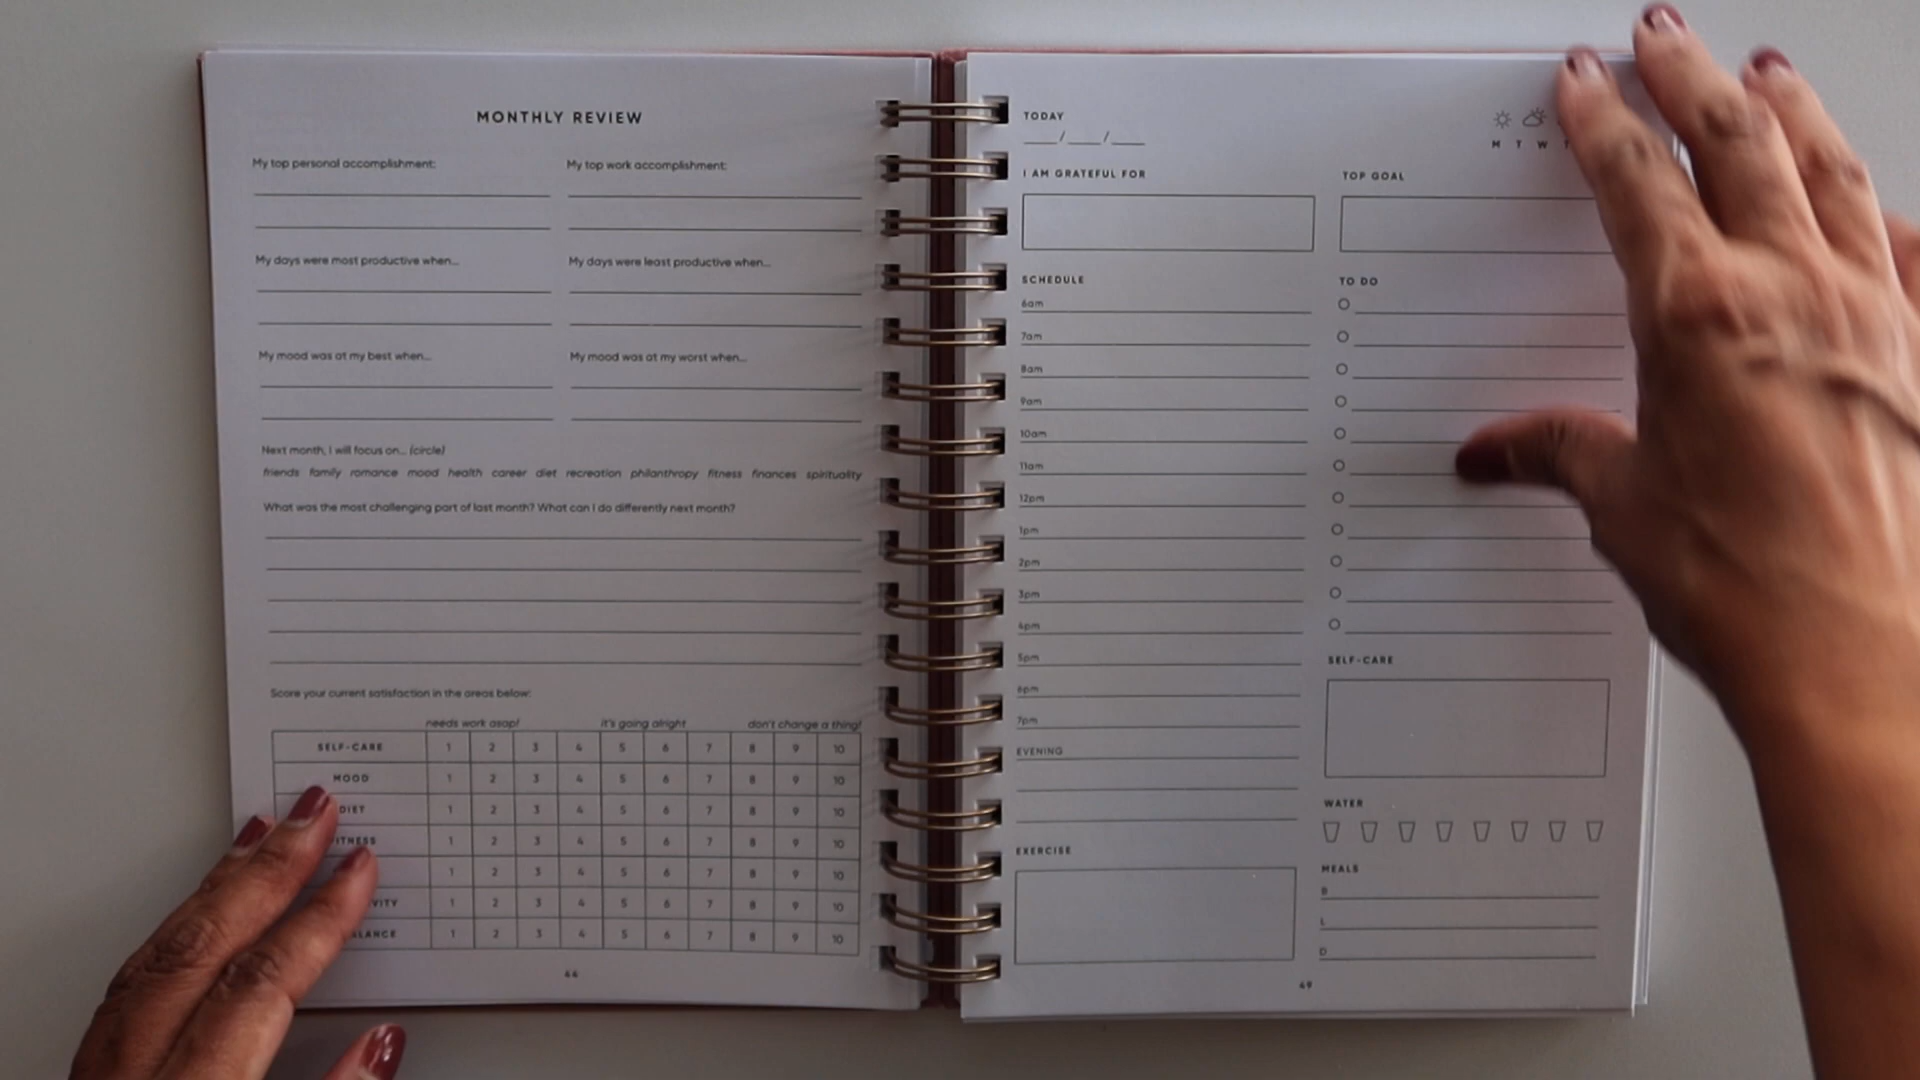 MONTHLY REVIEW
My top personal accomplishment:
My top work accomplishment:
My days were most productive when...
My days were least productive when...
My mood was at my best when...
My mood was at my worst when...
Next month, I will focus on... (circle)
friends family romance mood health career diet recreation philanthropy fitness finances spirituality
What was the most challenging part of last month? What can I do differently next month?
Score your current satisfaction in the areas below:
needs work asap! it's going alright don't change a thing!
SELF-CARE 1 2 3 4 5 6 7 8 9 10
MOOD 1 2 3 4 5 6 7 8 9 10
DIET 1 2 3 4 5 6 7 8 9 10
ITNESS 1 2 3 4 5 6 7 8 9 10
1 2 3 4 5 6 7 8 9 10
VITY 1 2 3 4 5 6 7 8 9 10
LANCE 1 2 3 4 5 6 7 8 9 10
TODAY
___/___/___
M T W T
I AM GRATEFUL FOR
TOP GOAL
SCHEDULE
6am
7am
8am
9am
10am
11am
12pm
1pm
2pm
3pm
4pm
5pm
6pm
7pm
EVENING
EXERCISE
TO DO
SELF-CARE
WATER
MEALS
B
L
D
49